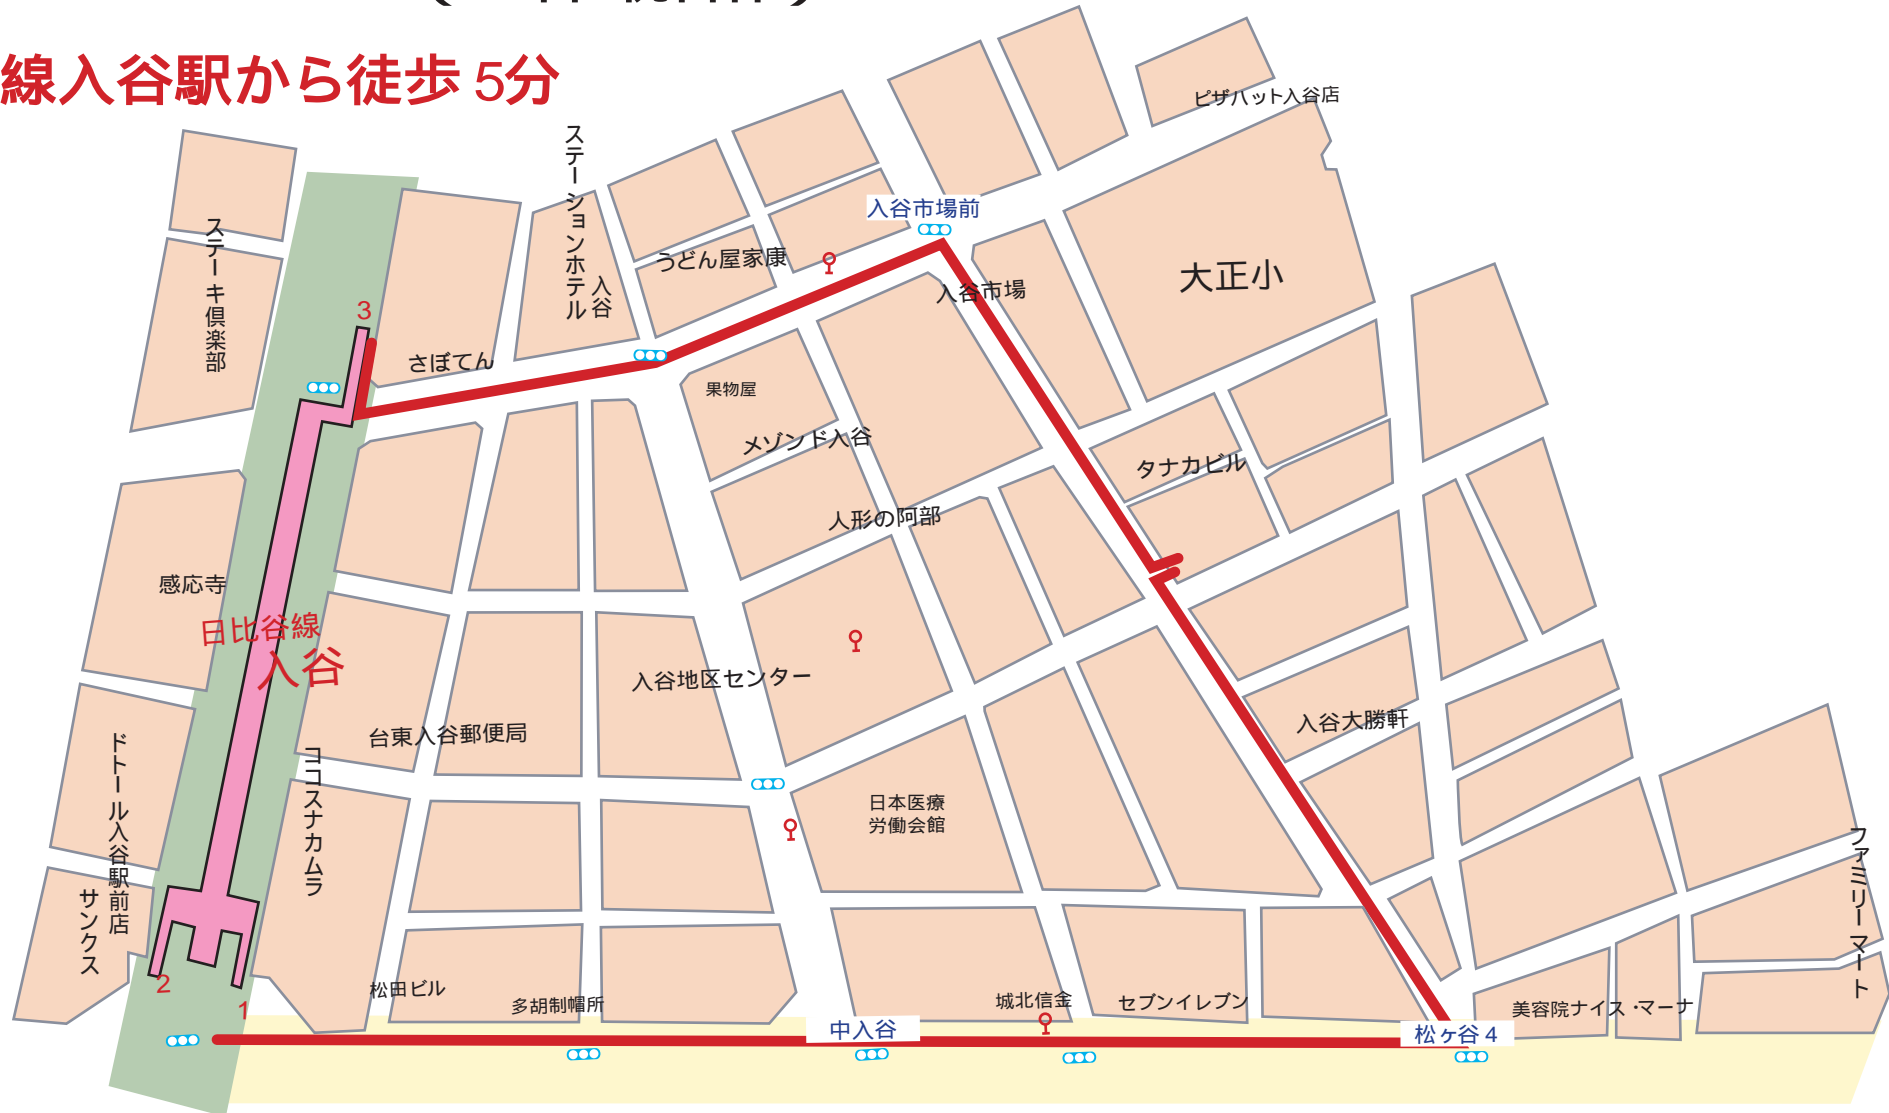 線入谷駅から徒歩 5分
ピザハット入谷店
ステーションホテル
入谷
入谷市場前
うどん屋家康
大正小
入谷市場
ステーキ倶楽部
3
さぼてん
果物屋
メゾンド入谷
タナカビル
人形の阿部
感応寺
日比谷線
入谷
入谷地区センター
台東入谷郵便局
入谷大勝軒
ドトール入谷駅前店
ココスナカムラ
日本医療
労働会館
サンクス
ファミリーマート
2
1
松田ビル
多胡制帽所
城北信金
セブンイレブン
美容院ナイス・マーナ
中入谷
松ヶ谷4